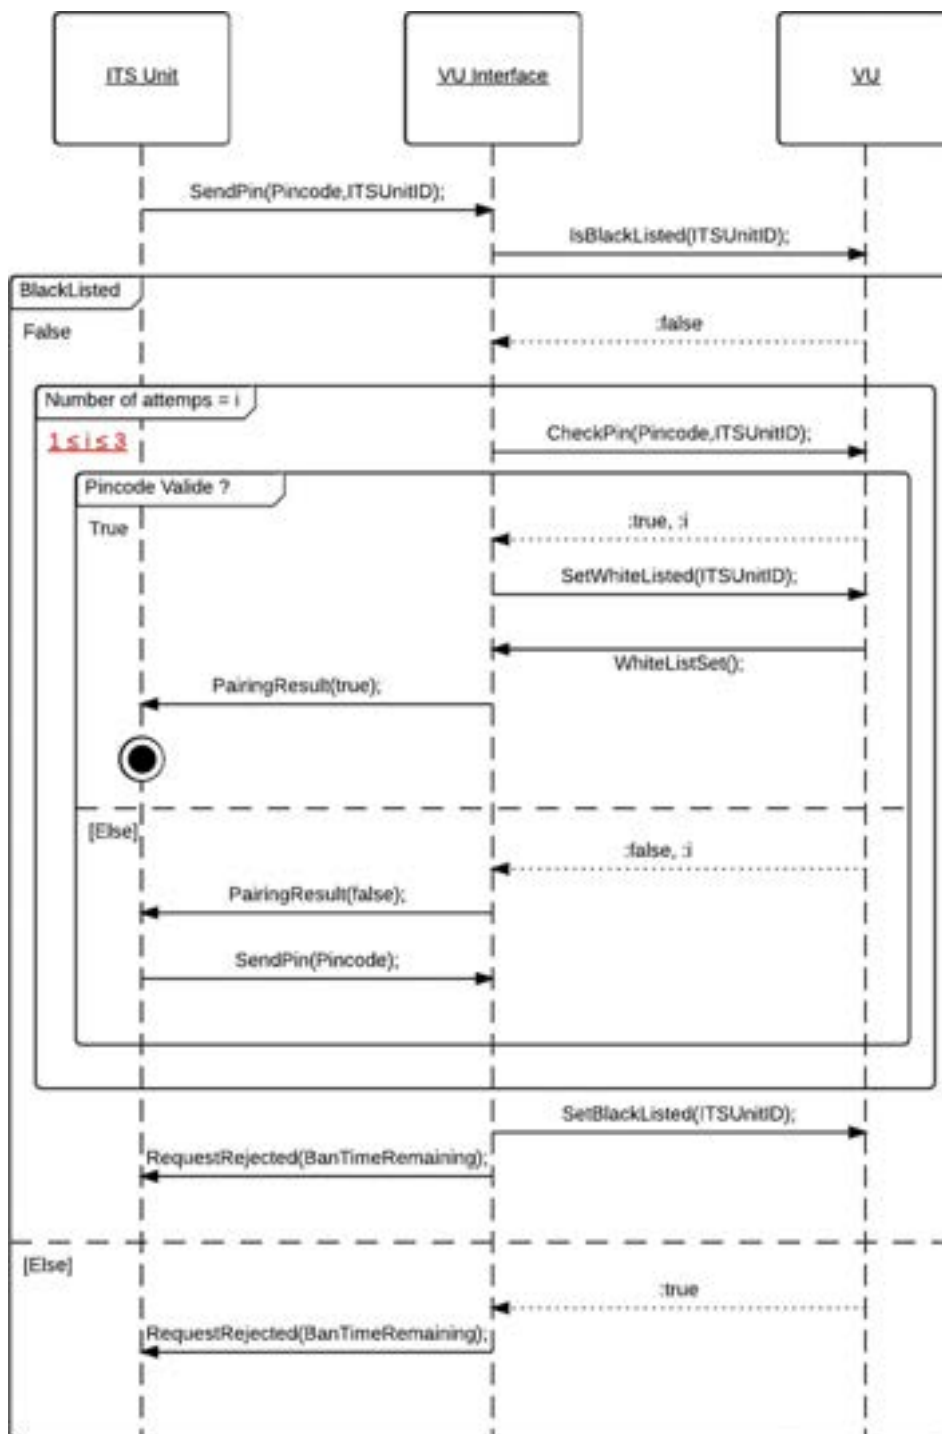 ITS Unit
VU Interface
VU
SendPin(Pincode,ITSUnitID);
IsBlackListed(ITSUnitID);
BlackListed
False
:false
Number of attemps = i
1 ≤ i ≤ 3
CheckPin(Pincode,ITSUnitID);
Pincode Valide ?
True
:true, :i
SetWhiteListed(ITSUnitID);
WhiteListSet();
PairingResult(true);
[Else]
:false, :i
PairingResult(false);
SendPin(Pincode);
SetBlackListed(ITSUnitID);
RequestRejected(BanTimeRemaining);
[Else]
:true
RequestRejected(BanTimeRemaining);